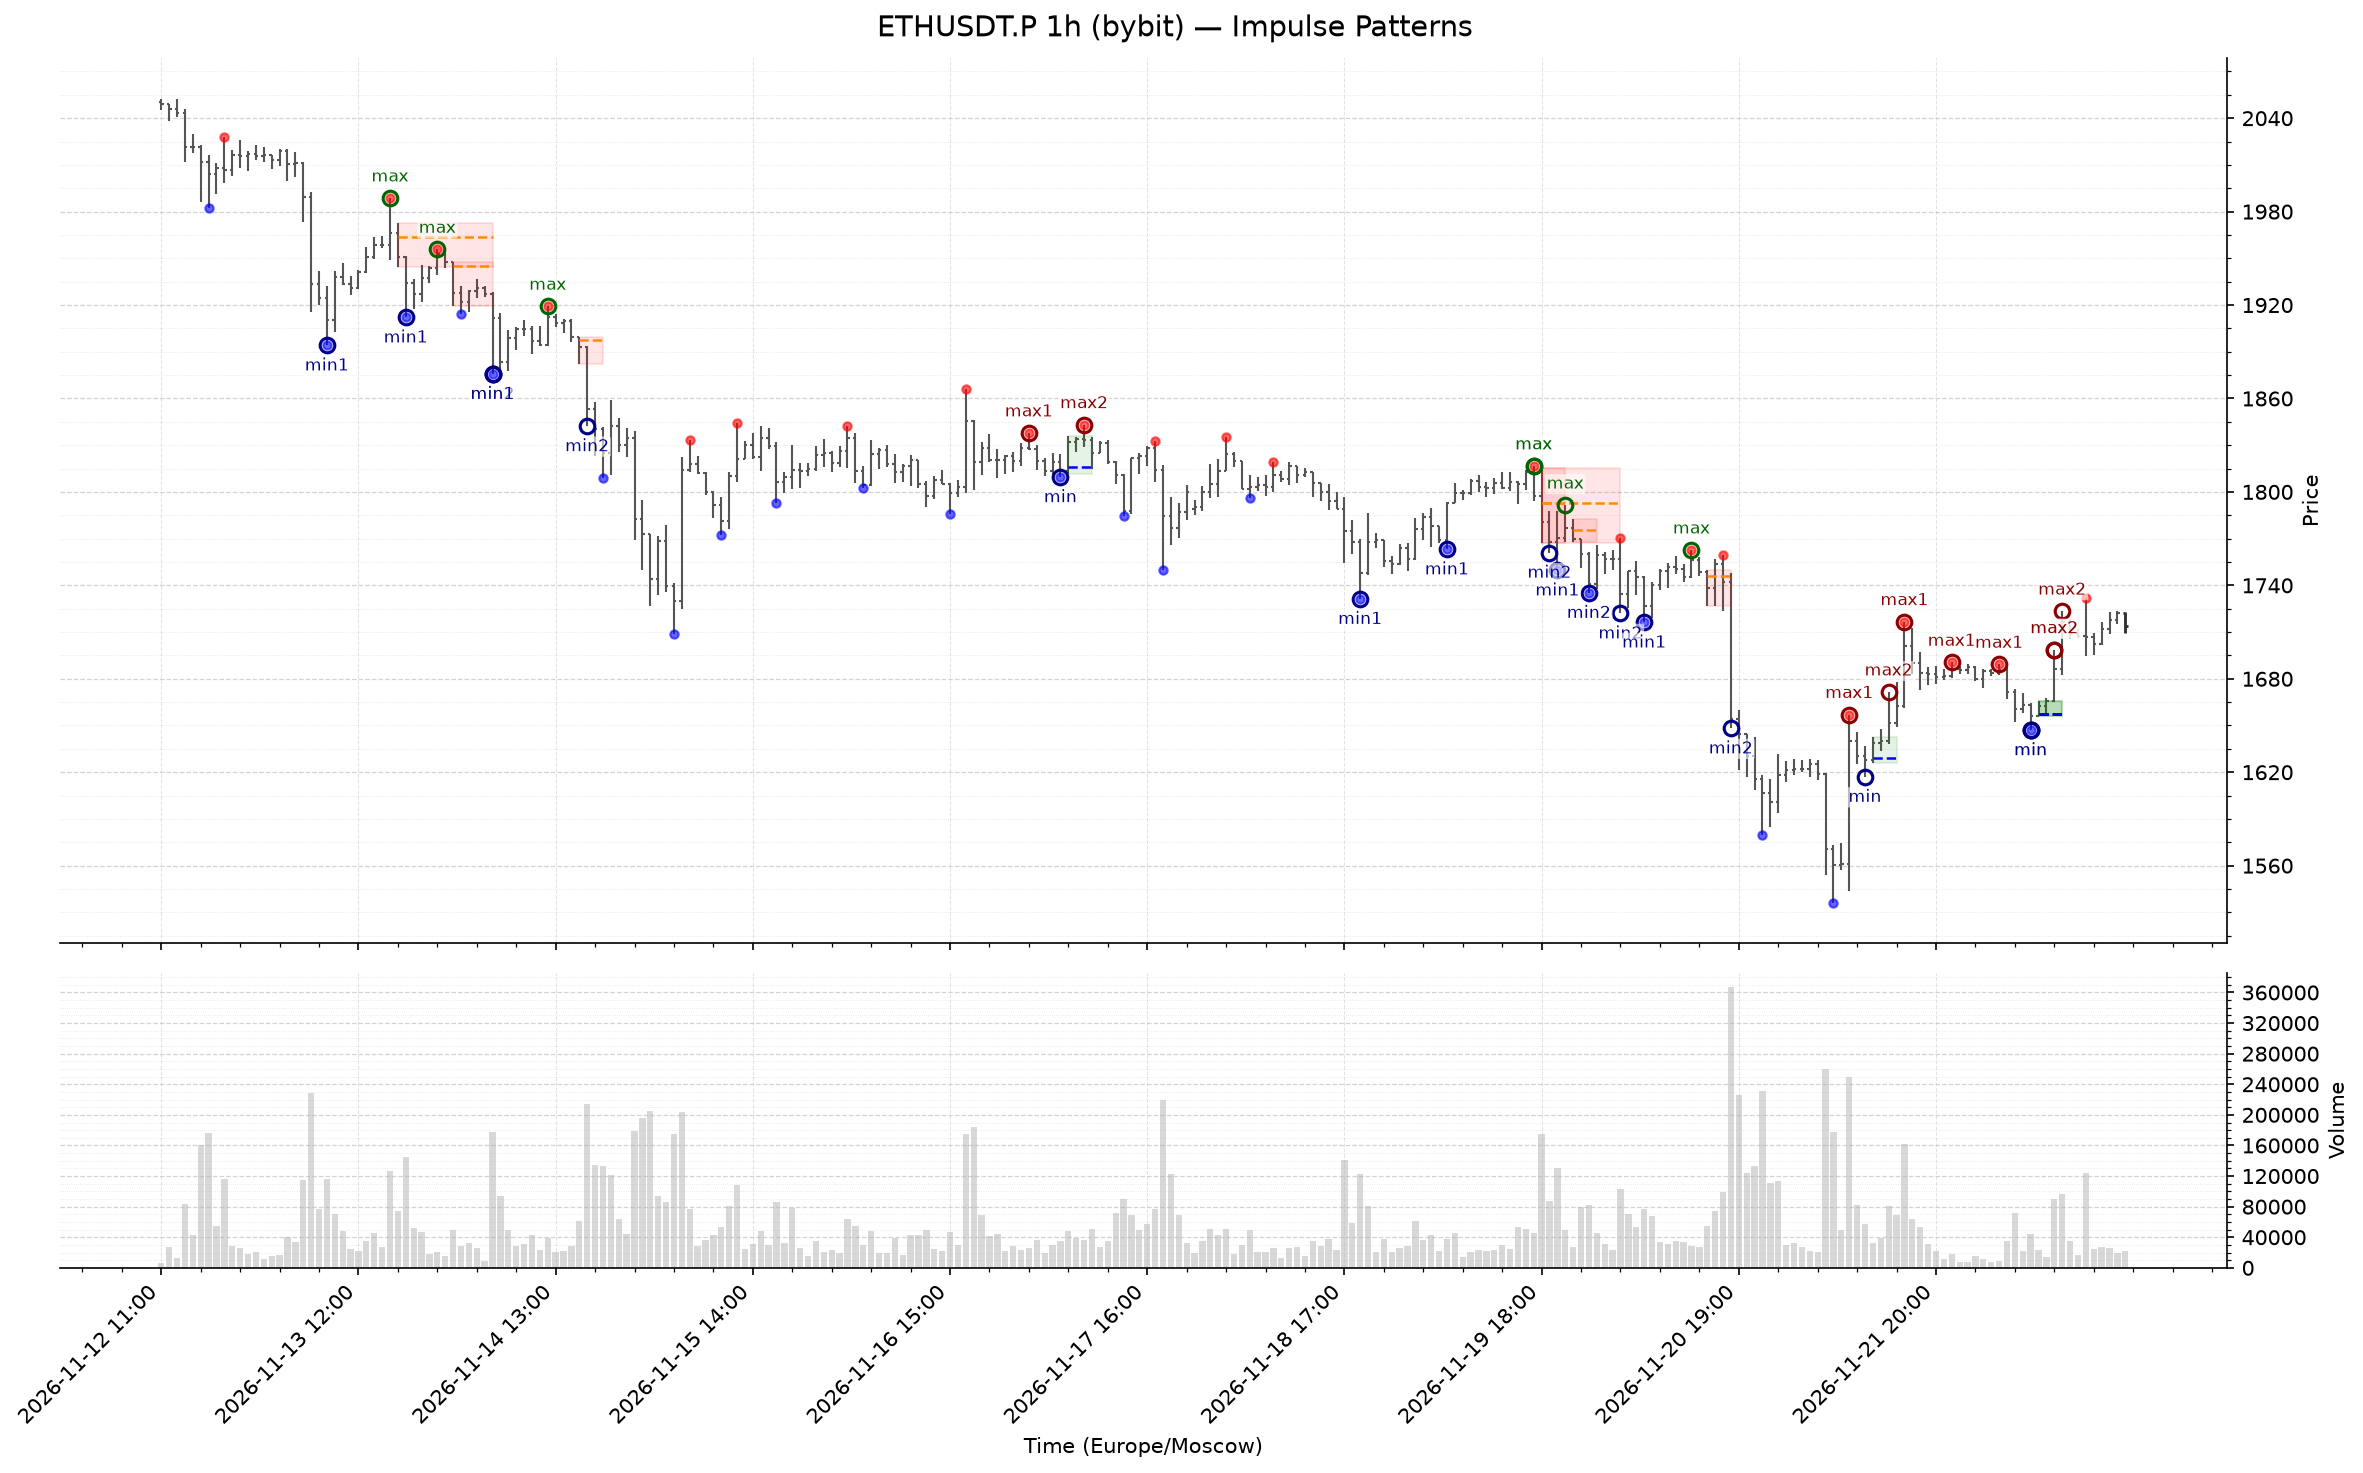 ETHUSDT.P 1h (bybit) — Impulse Patterns
2040
max
1980
max
max
1920
min1
min1
min1
1860
max1
max2
min2
max
max
1800
min
Price
min1
min2
min1
max
1740
min1
min2
min2
min1
max2
max1
max2
max1
max1
max2
1680
max1
min2
min
1620
min
1560
360000
320000
280000
240000
200000
160000
120000
80000
40000
0
Volume
2026-11-12 11:00
2026-11-13 12:00
2026-11-14 13:00
2026-11-15 14:00
2026-11-16 15:00
2026-11-17 16:00
2026-11-18 17:00
2026-11-19 18:00
2026-11-20 19:00
2026-11-21 20:00
Time (Europe/Moscow)